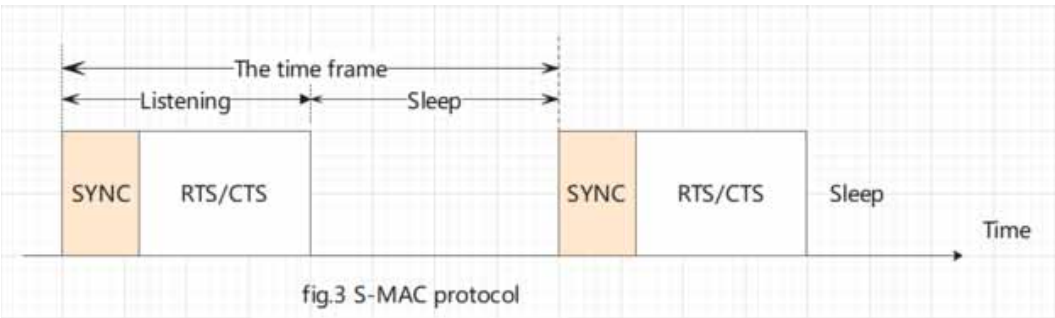 The time frame
Listening Sleep
SYNC RTS/CTS SYNC RTS/CTS Sleep
Time
fig.3 S-MAC protocol